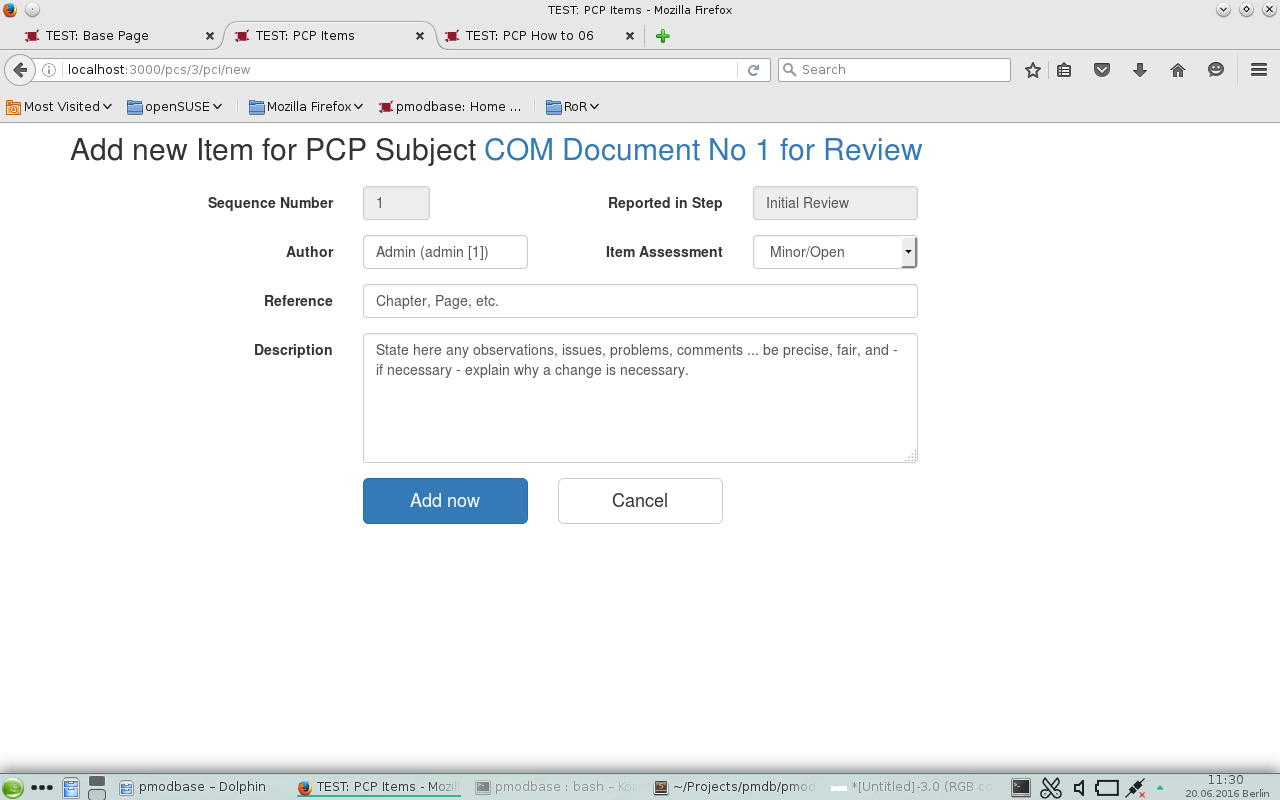 TEST: PCP Items - Mozilla Firefox
TEST: Base Page
TEST: PCP Items
TEST: PCP How to 06
localhost:3000/pcs/3/pci/new
Search
Most Visited
openSUSE
Mozilla Firefox
pmodbase: Home ...
RoR
Add new Item for PCP Subject COM Document No 1 for Review
Sequence Number
1
Reported in Step
Initial Review
Author
Admin (admin [1])
Item Assessment
Minor/Open
Reference
Chapter, Page, etc.
Description
State here any observations, issues, problems, comments ... be precise, fair, and -
if necessary - explain why a change is necessary.
Add now
Cancel
pmodbase – Dolphin
TEST: PCP Items - Mozil
pmodbase : bash – Ko
~/Projects/pmdb/pmod
*[Untitled]-3.0 (RGB co
11:30
20.06.2016 Berlin